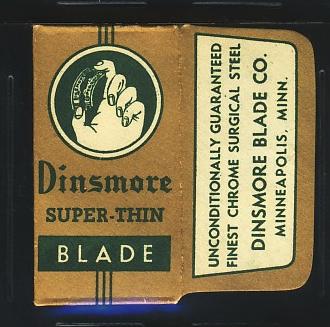 Dinsmore
SUPER-THIN
BLADE
UNCONDITIONALLY GUARANTEED
FINEST CHROME SURGICAL STEEL
DINSMORE BLADE CO.
MINNEAPOLIS, MINN.